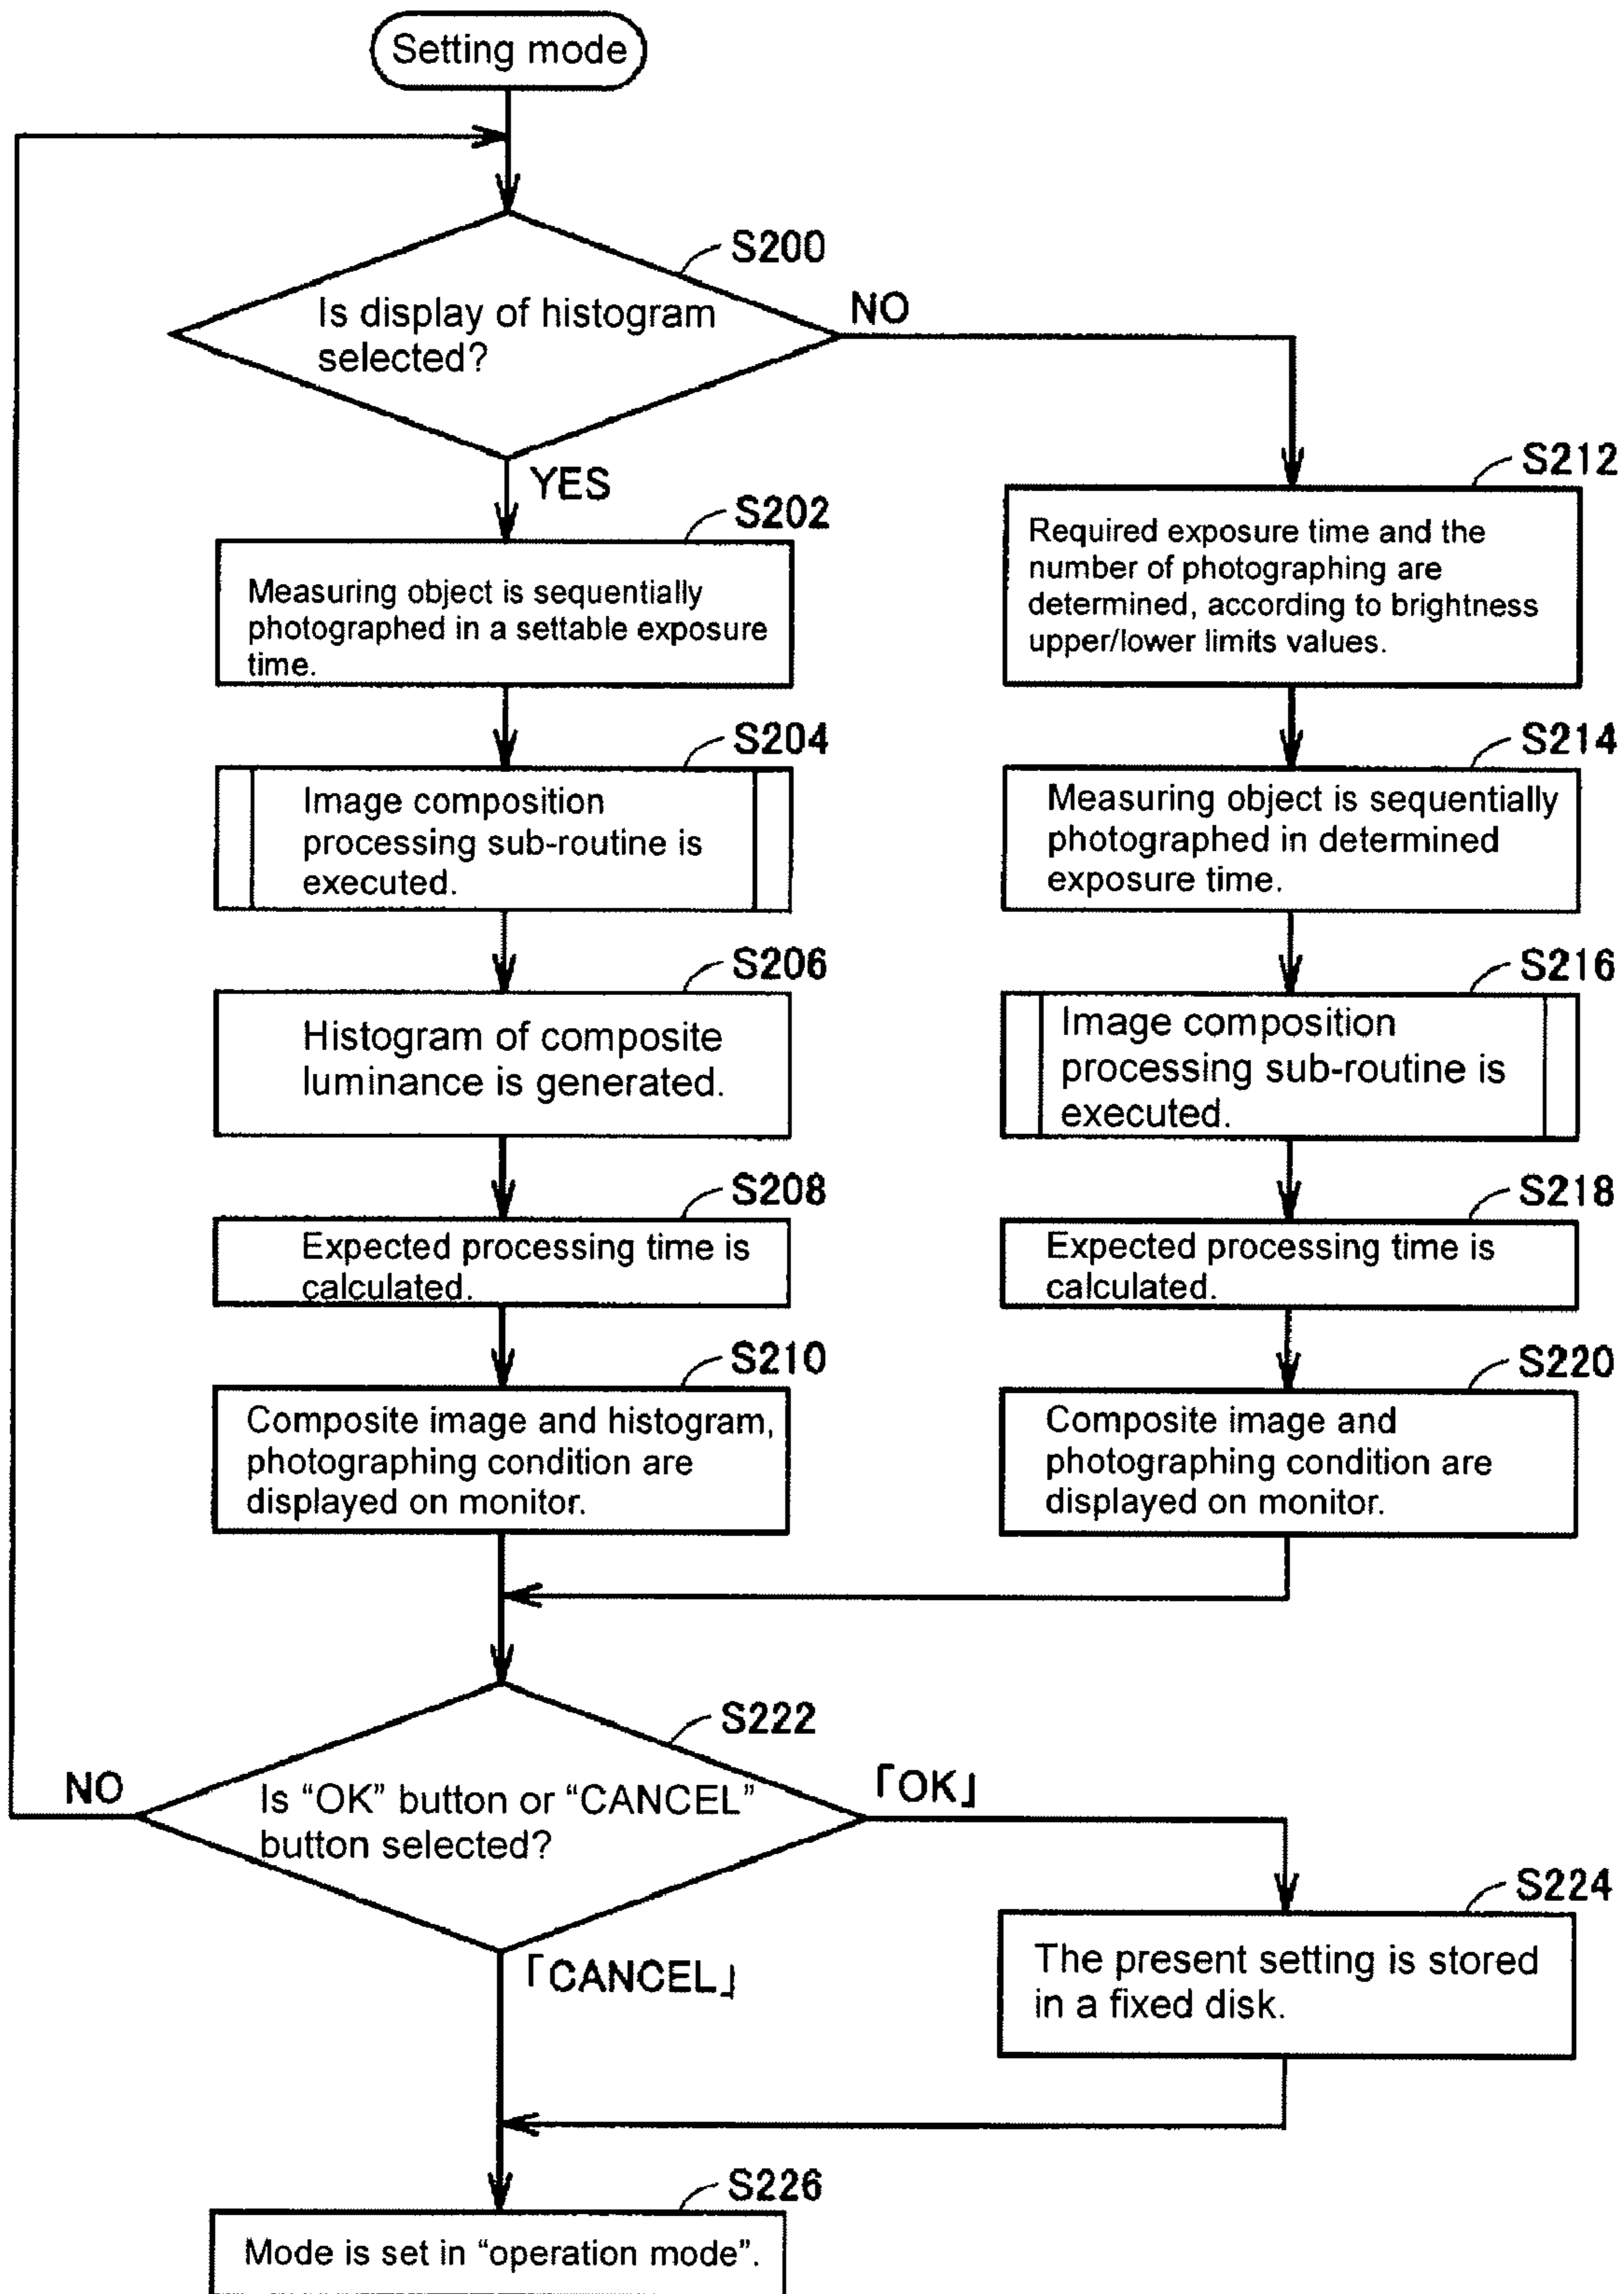 Setting mode
S200
Is display of histogram
selected?
NO
YES
S202
Measuring object is sequentially
photographed in a settable exposure
time.
S204
Image composition
processing sub-routine is
executed.
S206
Histogram of composite
luminance is generated.
S208
Expected processing time is
calculated.
S210
Composite image and histogram,
photographing condition are
displayed on monitor.
S212
Required exposure time and the
number of photographing are
determined, according to brightness
upper/lower limits values.
S214
Measuring object is sequentially
photographed in determined
exposure time.
S216
Image composition
processing sub-routine is
executed.
S218
Expected processing time is
calculated.
S220
Composite image and
photographing condition are
displayed on monitor.
S222
Is “OK” button or “CANCEL”
button selected?
NO
「OK」
「CANCEL」
S224
The present setting is stored
in a fixed disk.
S226
Mode is set in “operation mode”.